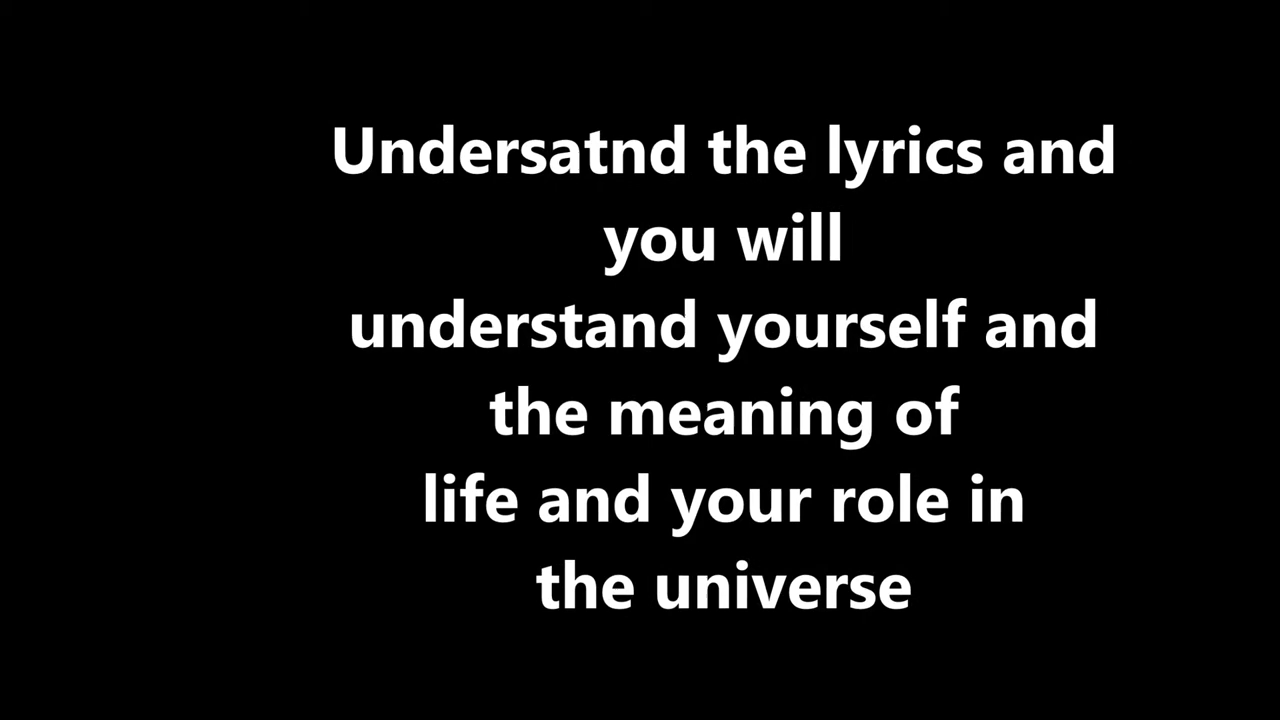 Undersatnd the lyrics and
you will
understand yourself and
the meaning of
life and your role in
the universe